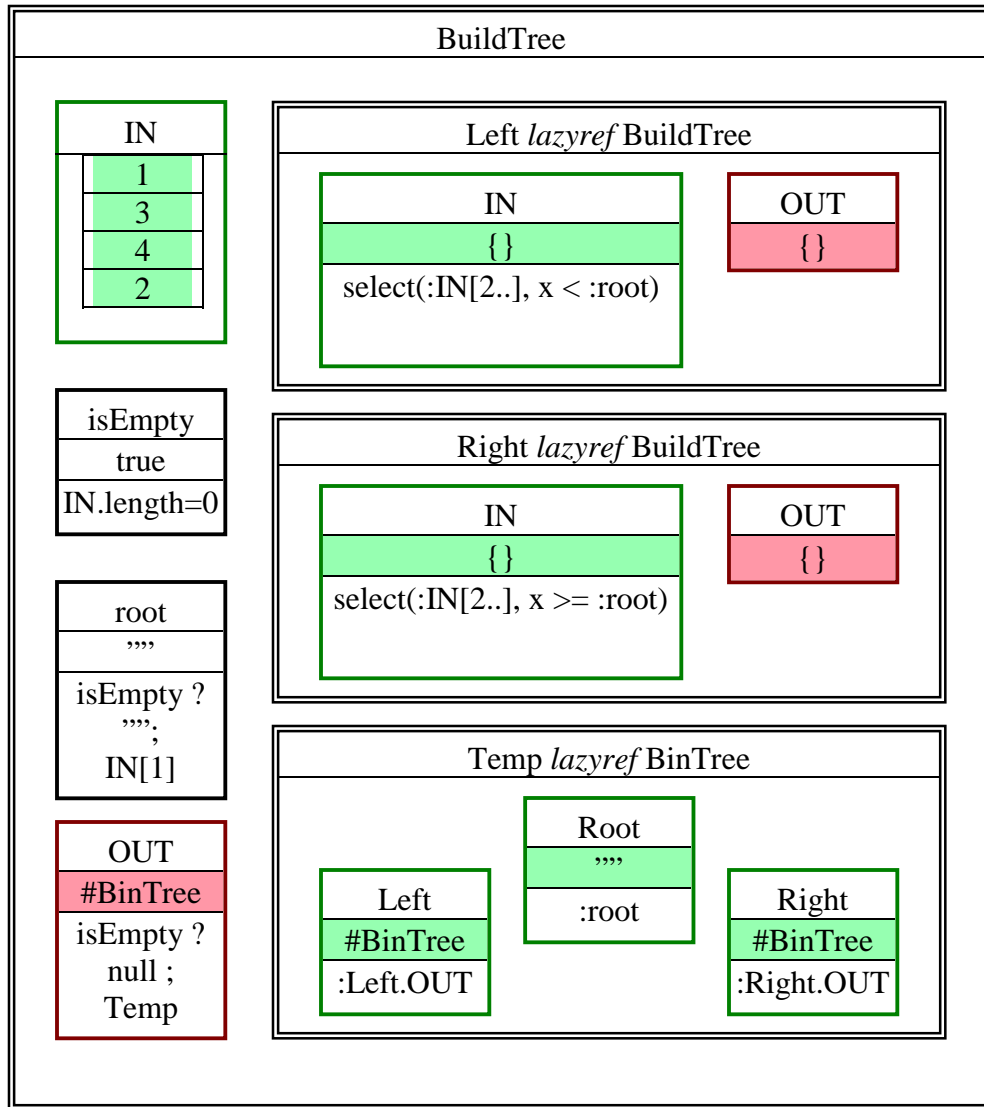 BuildTree
IN
1
3
4
2
isEmpty
true
IN.length=0
root
””
isEmpty ?
””;
IN[1]
OUT
#BinTree
isEmpty ?
null ;
Temp
Left lazyref BuildTree
IN
{}
select(:IN[2..], x < :root)
OUT
{}
Right lazyref BuildTree
IN
{}
select(:IN[2..], x >= :root)
OUT
{}
Temp lazyref BinTree
Left
#BinTree
:Left.OUT
Root
””
:root
Right
#BinTree
:Right.OUT